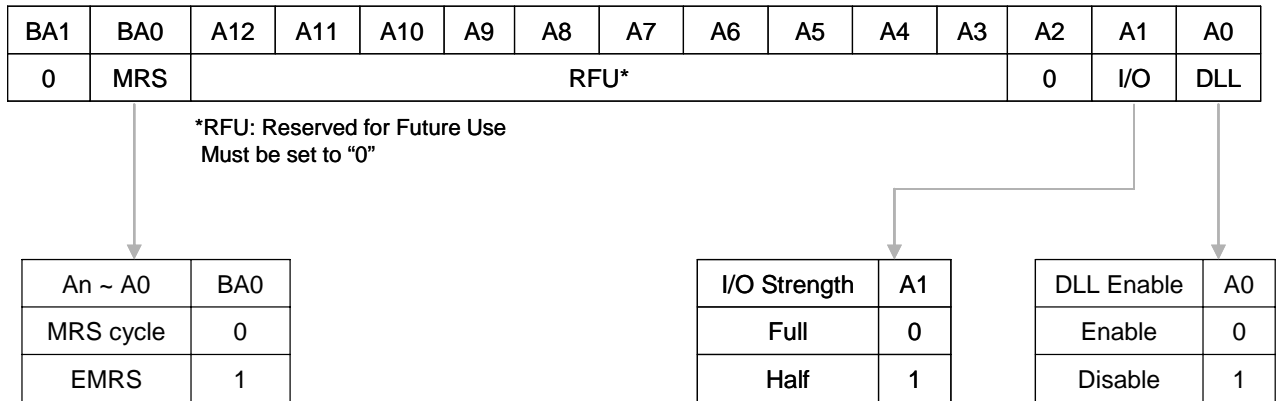 BA1 BA0 A12 A11 A10 A9 A8 A7 A6 A5 A4 A3 A2 A1 A0
0 MRS RFU* 0 I/O DLL
*RFU: Reserved for Future Use
Must be set to “0”
An ~ A0 BA0
MRS cycle 0
EMRS 1
I/O Strength A1
Full 0
Half 1
DLL Enable A0
Enable 0
Disable 1